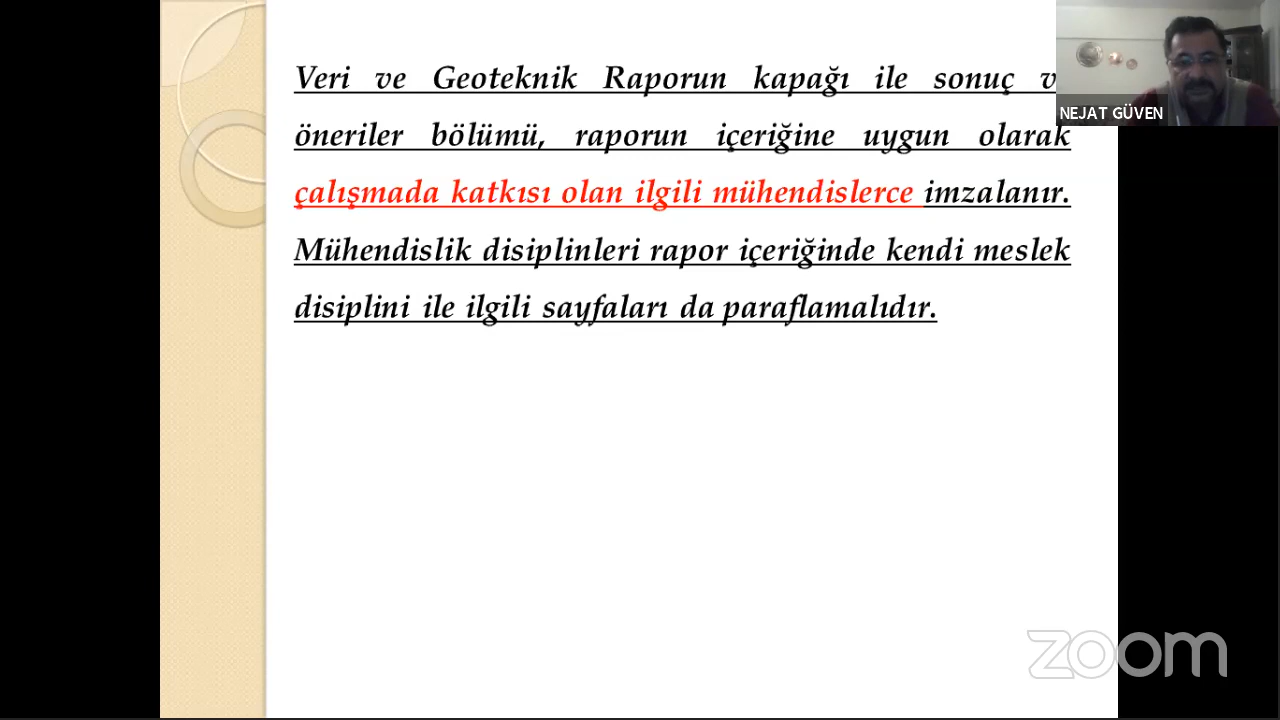 Veri ve Geoteknik Raporun kapağı ile sonuç
öneriler bölümü, raporun içeriğine uygun olarak
çalışmada katkısı olan ilgili mühendislerce imzalanır.
Mühendislik disiplinleri rapor içeriğinde kendi meslek
disiplini ile ilgili sayfaları da paraflamalıdır.
NEJAT GÜVEN
zoom